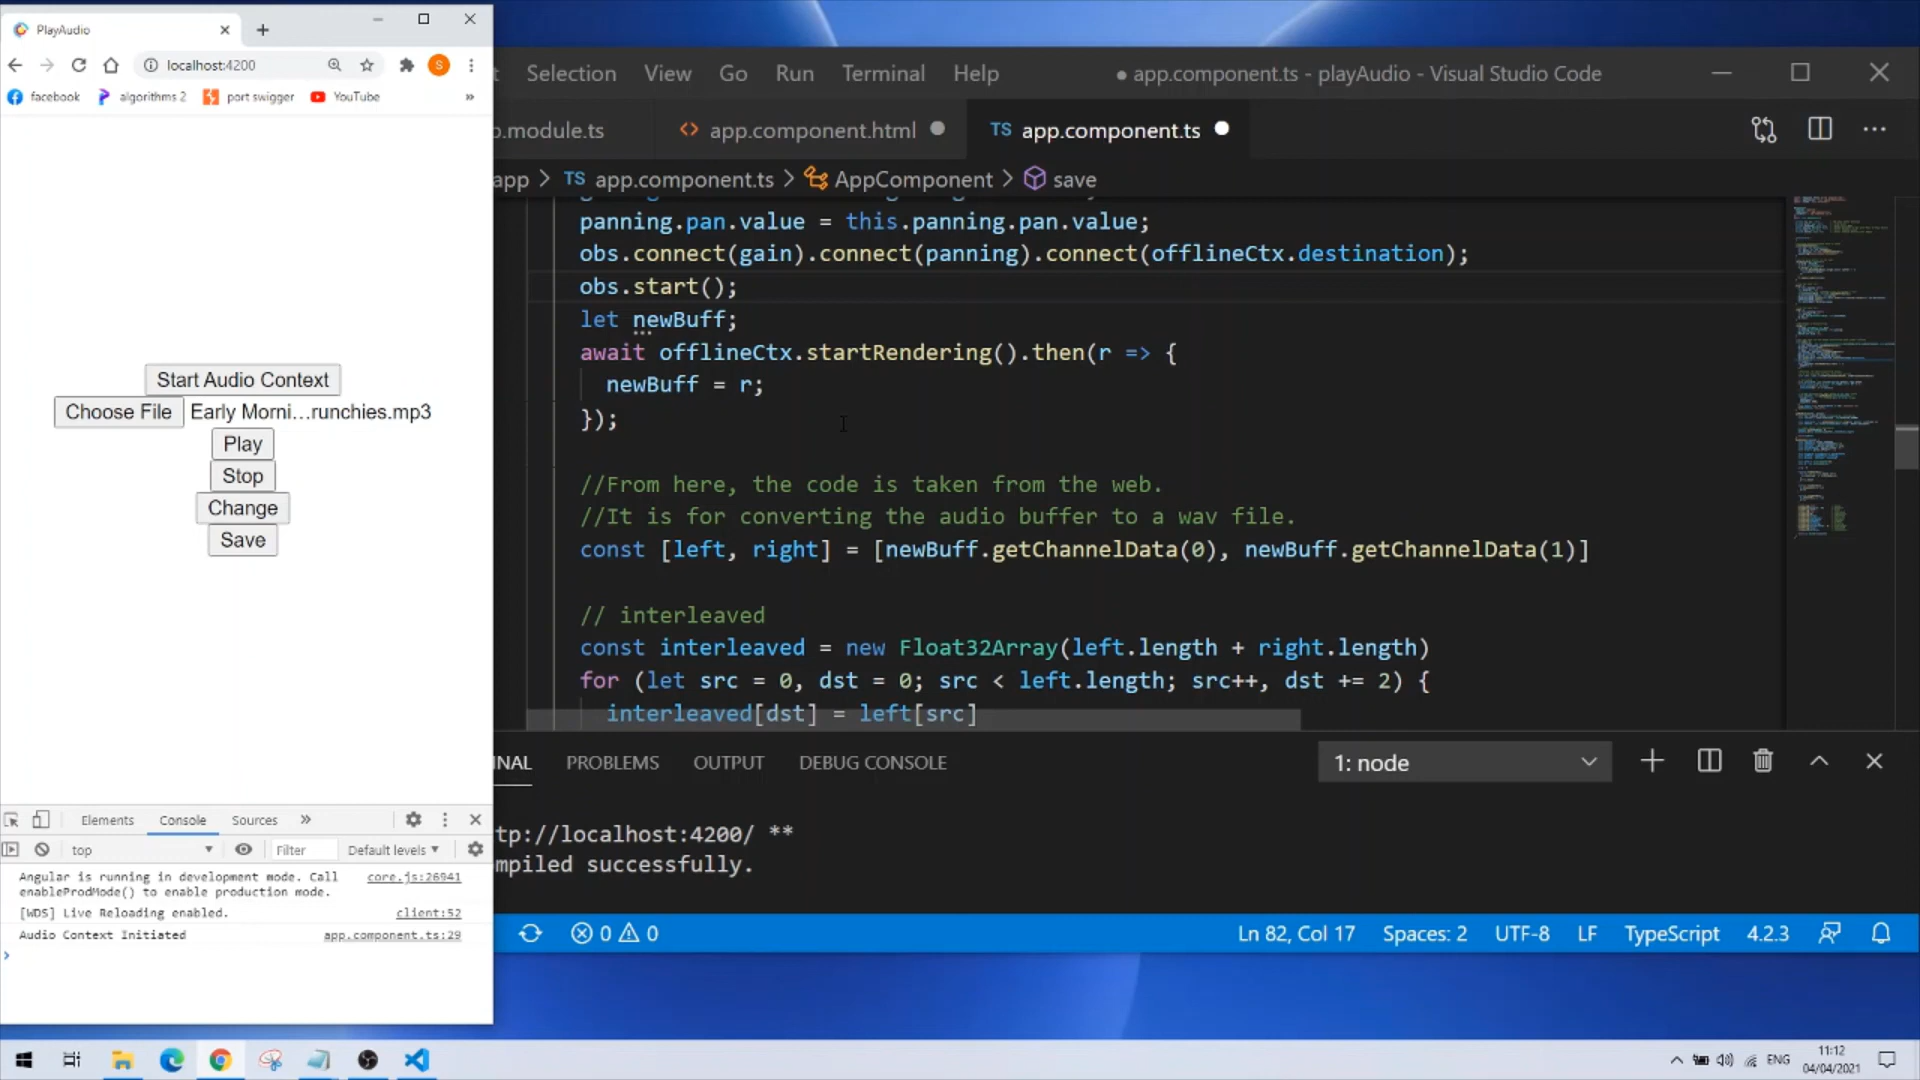 PlayAudio
localhost:4200
S
facebook
algorithms 2
port swigger
YouTube
»
Start Audio Context
Choose File Early Morni...runchies.mp3
Play
Stop
Change
Save
Elements
Console
Sources
»
top
Filter
Default levels
Angular is running in development mode. Call core.js:26941
enableProdMode() to enable production mode.
[WDS] Live Reloading enabled. client:52
Audio Context Initiated app.component.ts:29
Selection View Go Run Terminal Help
● app.component.ts - playAudio - Visual Studio Code
.module.ts
<> app.component.html
TS app.component.ts
app > TS app.component.ts > AppComponent > save
panning.pan.value = this.panning.pan.value;
obs.connect(gain).connect(panning).connect(offlineCtx.destination);
obs.start();
let newBuff;
await offlineCtx.startRendering().then(r => {
newBuff = r;
});
//From here, the code is taken from the web.
//It is for converting the audio buffer to a wav file.
const [left, right] = [newBuff.getChannelData(0), newBuff.getChannelData(1)]
// interleaved
const interleaved = new Float32Array(left.length + right.length)
for (let src = 0, dst = 0; src < left.length; src++, dst += 2) {
interleaved[dst] = left[src]
NAL PROBLEMS OUTPUT DEBUG CONSOLE
1: node
tp://localhost:4200/ **
mpiled successfully.
0 0
Ln 82, Col 17 Spaces: 2 UTF-8 LF TypeScript 4.2.3
ENG
11:12
04/04/2021